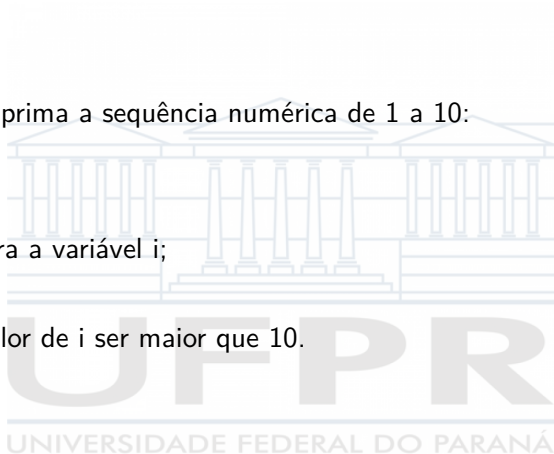 prima a sequência numérica de 1 a 10:
ra a variável i;
lor de i ser maior que 10.
UFPR
UNIVERSIDADE FEDERAL DO PARANÁ